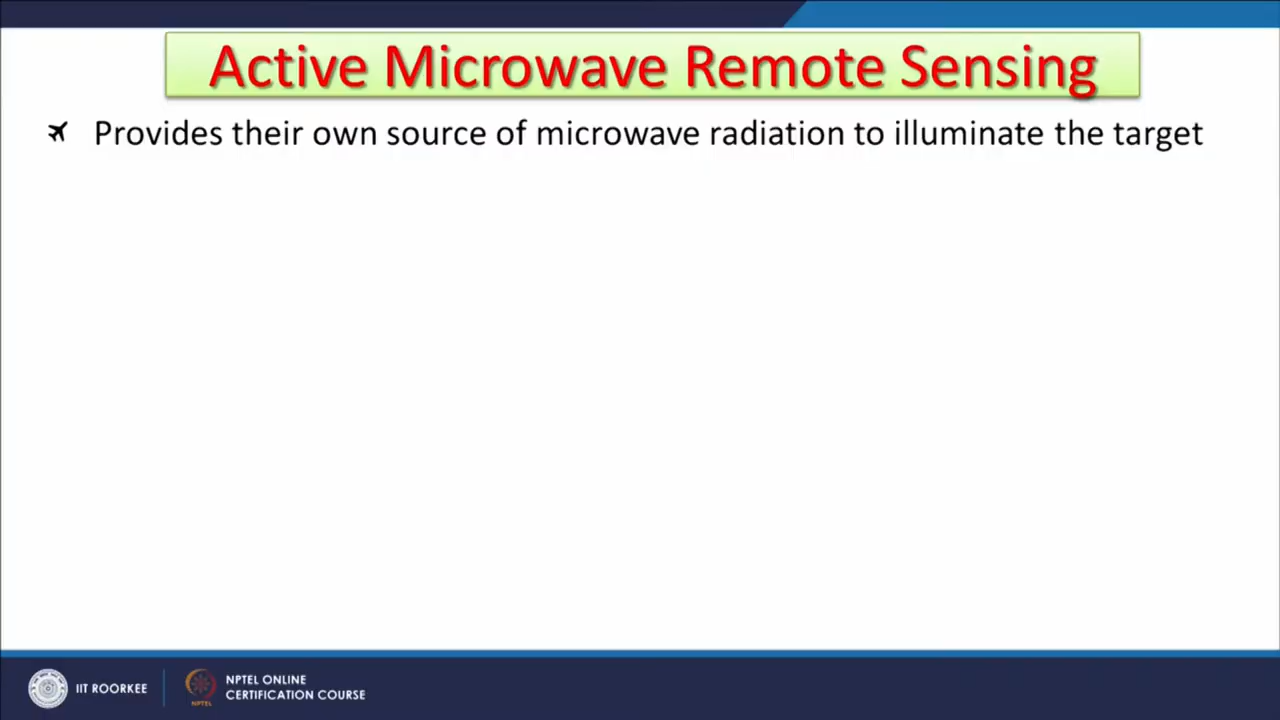 Active Microwave Remote Sensing
Provides their own source of microwave radiation to illuminate the target
IIT ROORKEE
NPTEL
NPTEL ONLINE
CERTIFICATION COURSE